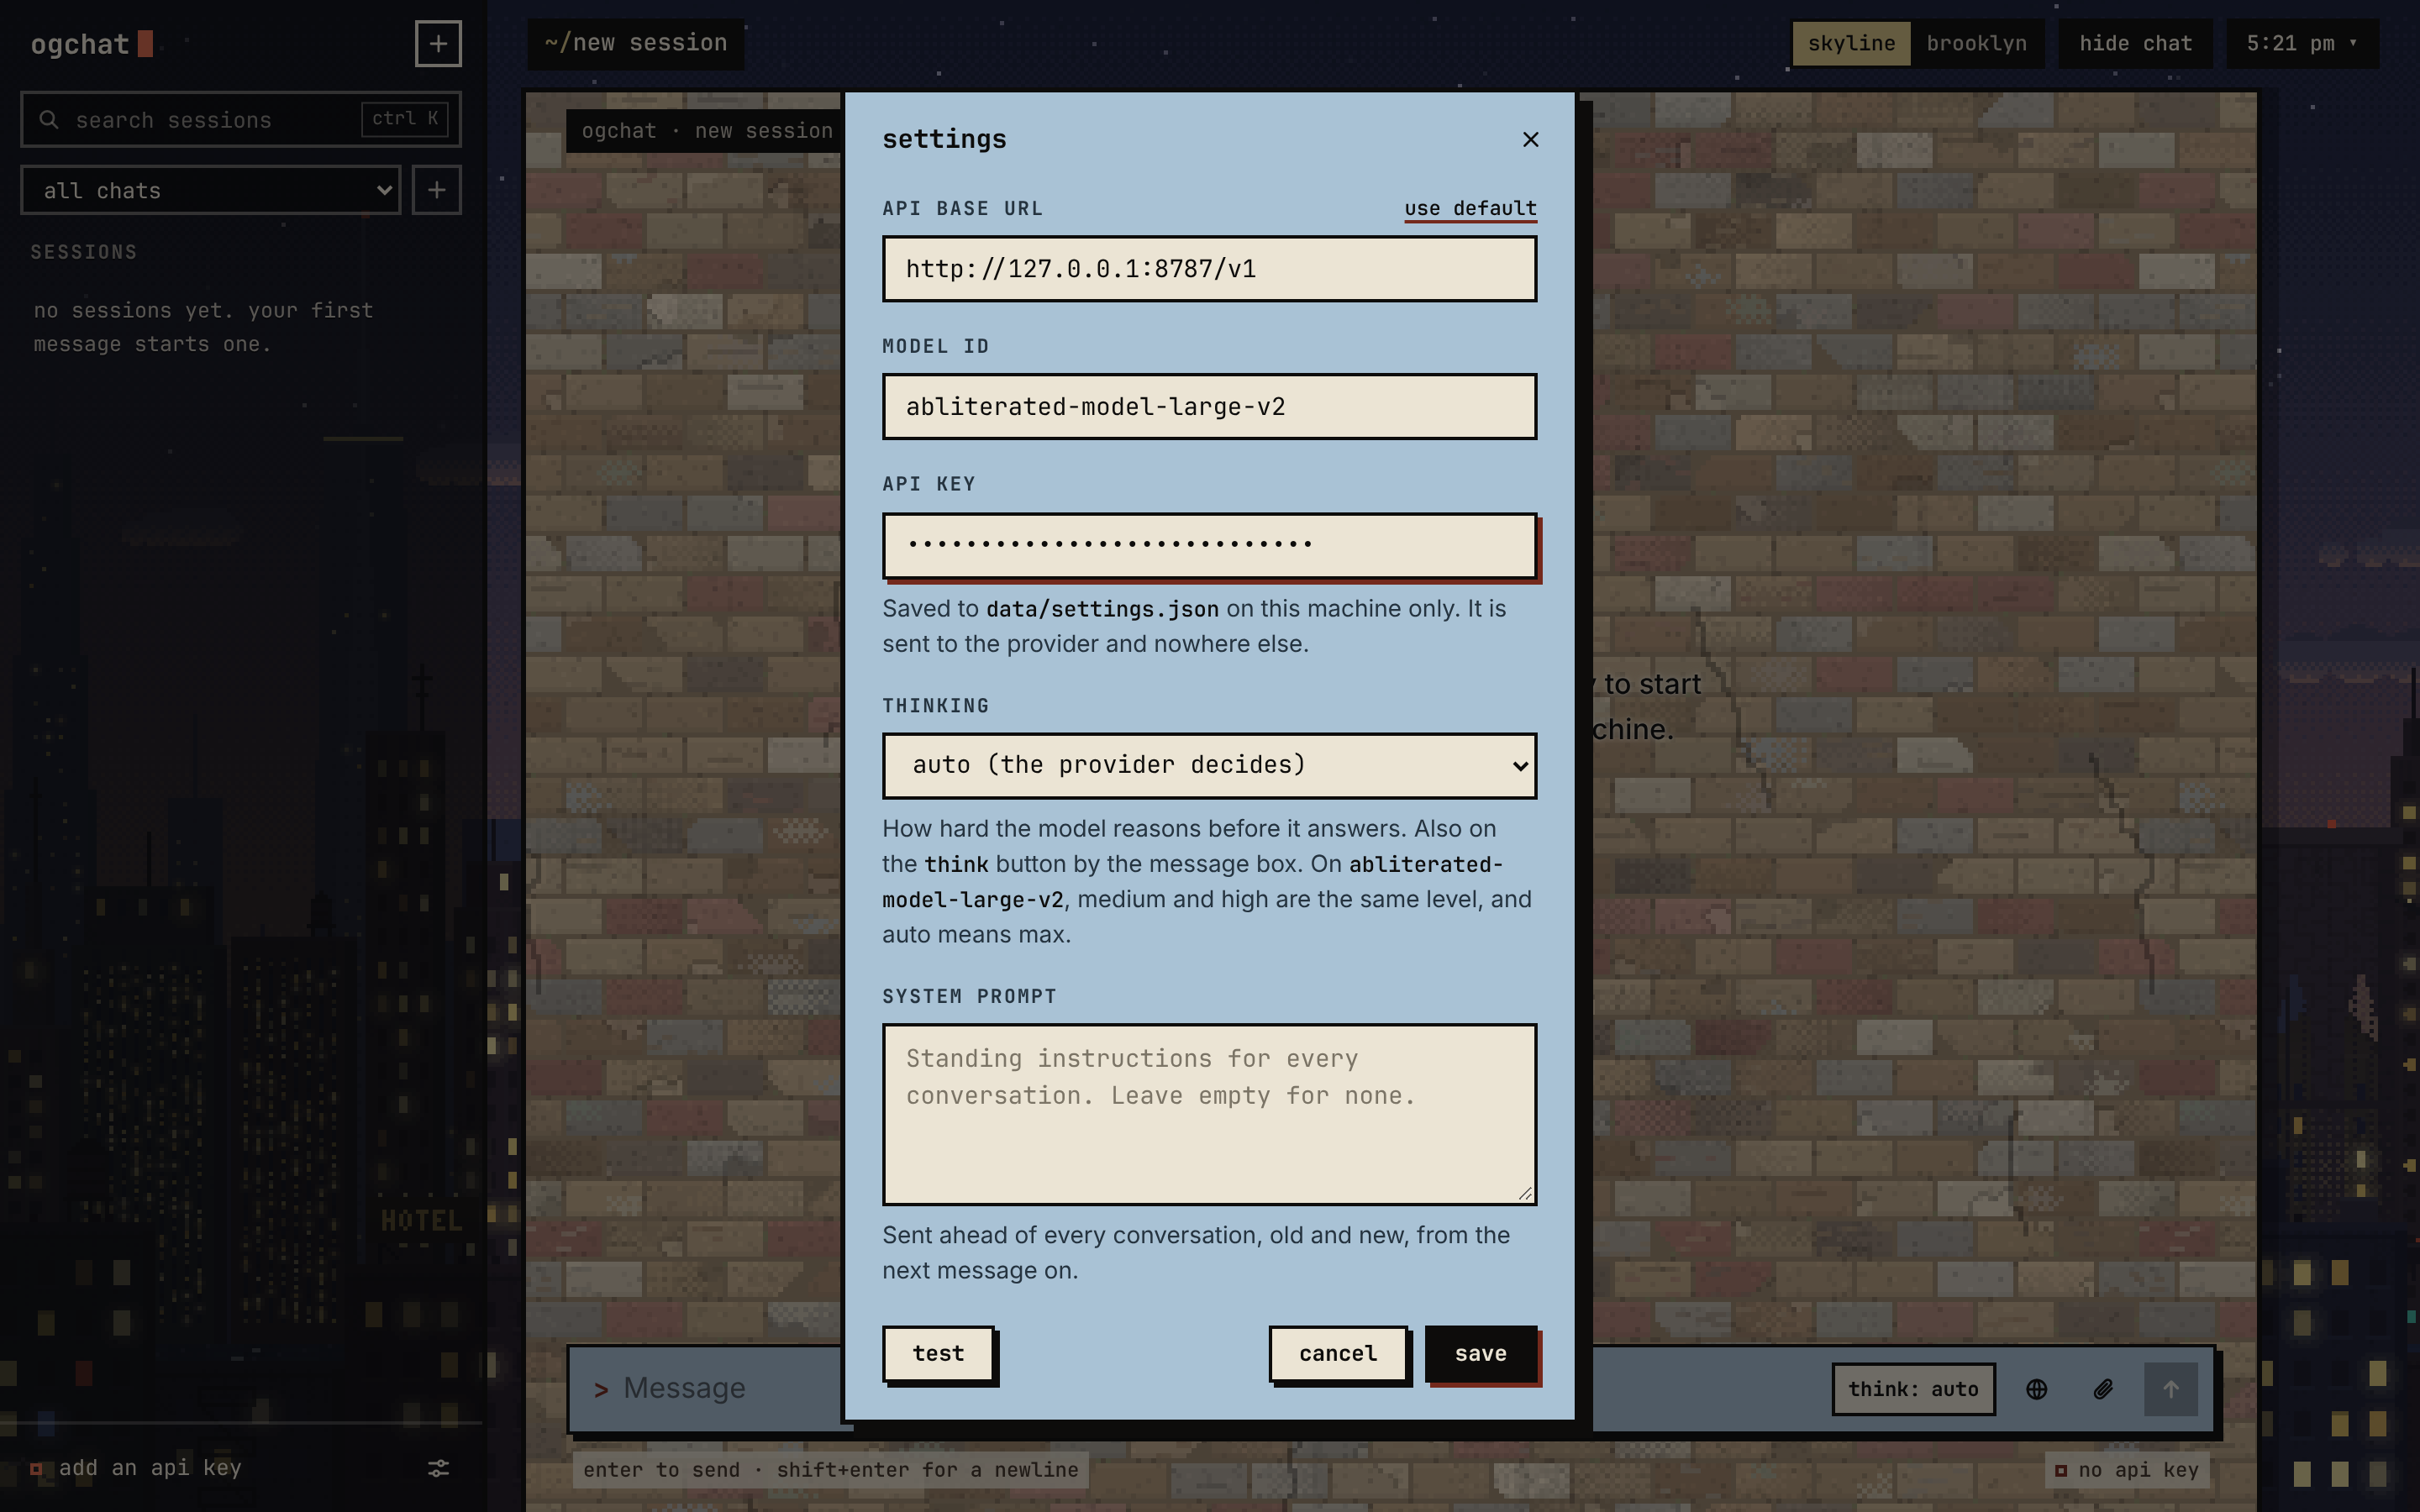 ogchat
+
search sessions
ctrl K
all chats
+
SESSIONS
no sessions yet. your first
message starts one.
HOTEL
add an api key
~/new session
skyline
brooklyn
hide chat
5:21 pm
ogchat · new session
settings
API BASE URL
use default
http://127.0.0.1:8787/v1
MODEL ID
abliterated-model-large-v2
API KEY
••••••••••••••••••••••••••••
Saved to data/settings.json on this machine only. It is
sent to the provider and nowhere else.
THINKING
auto (the provider decides)
How hard the model reasons before it answers. Also on
the think button by the message box. On abliterated-
model-large-v2, medium and high are the same level, and
auto means max.
SYSTEM PROMPT
Standing instructions for every
conversation. Leave empty for none.
Sent ahead of every conversation, old and new, from the
next message on.
test
cancel
save
to start
chine.
> Message
think: auto
enter to send · shift+enter for a newline
no api key